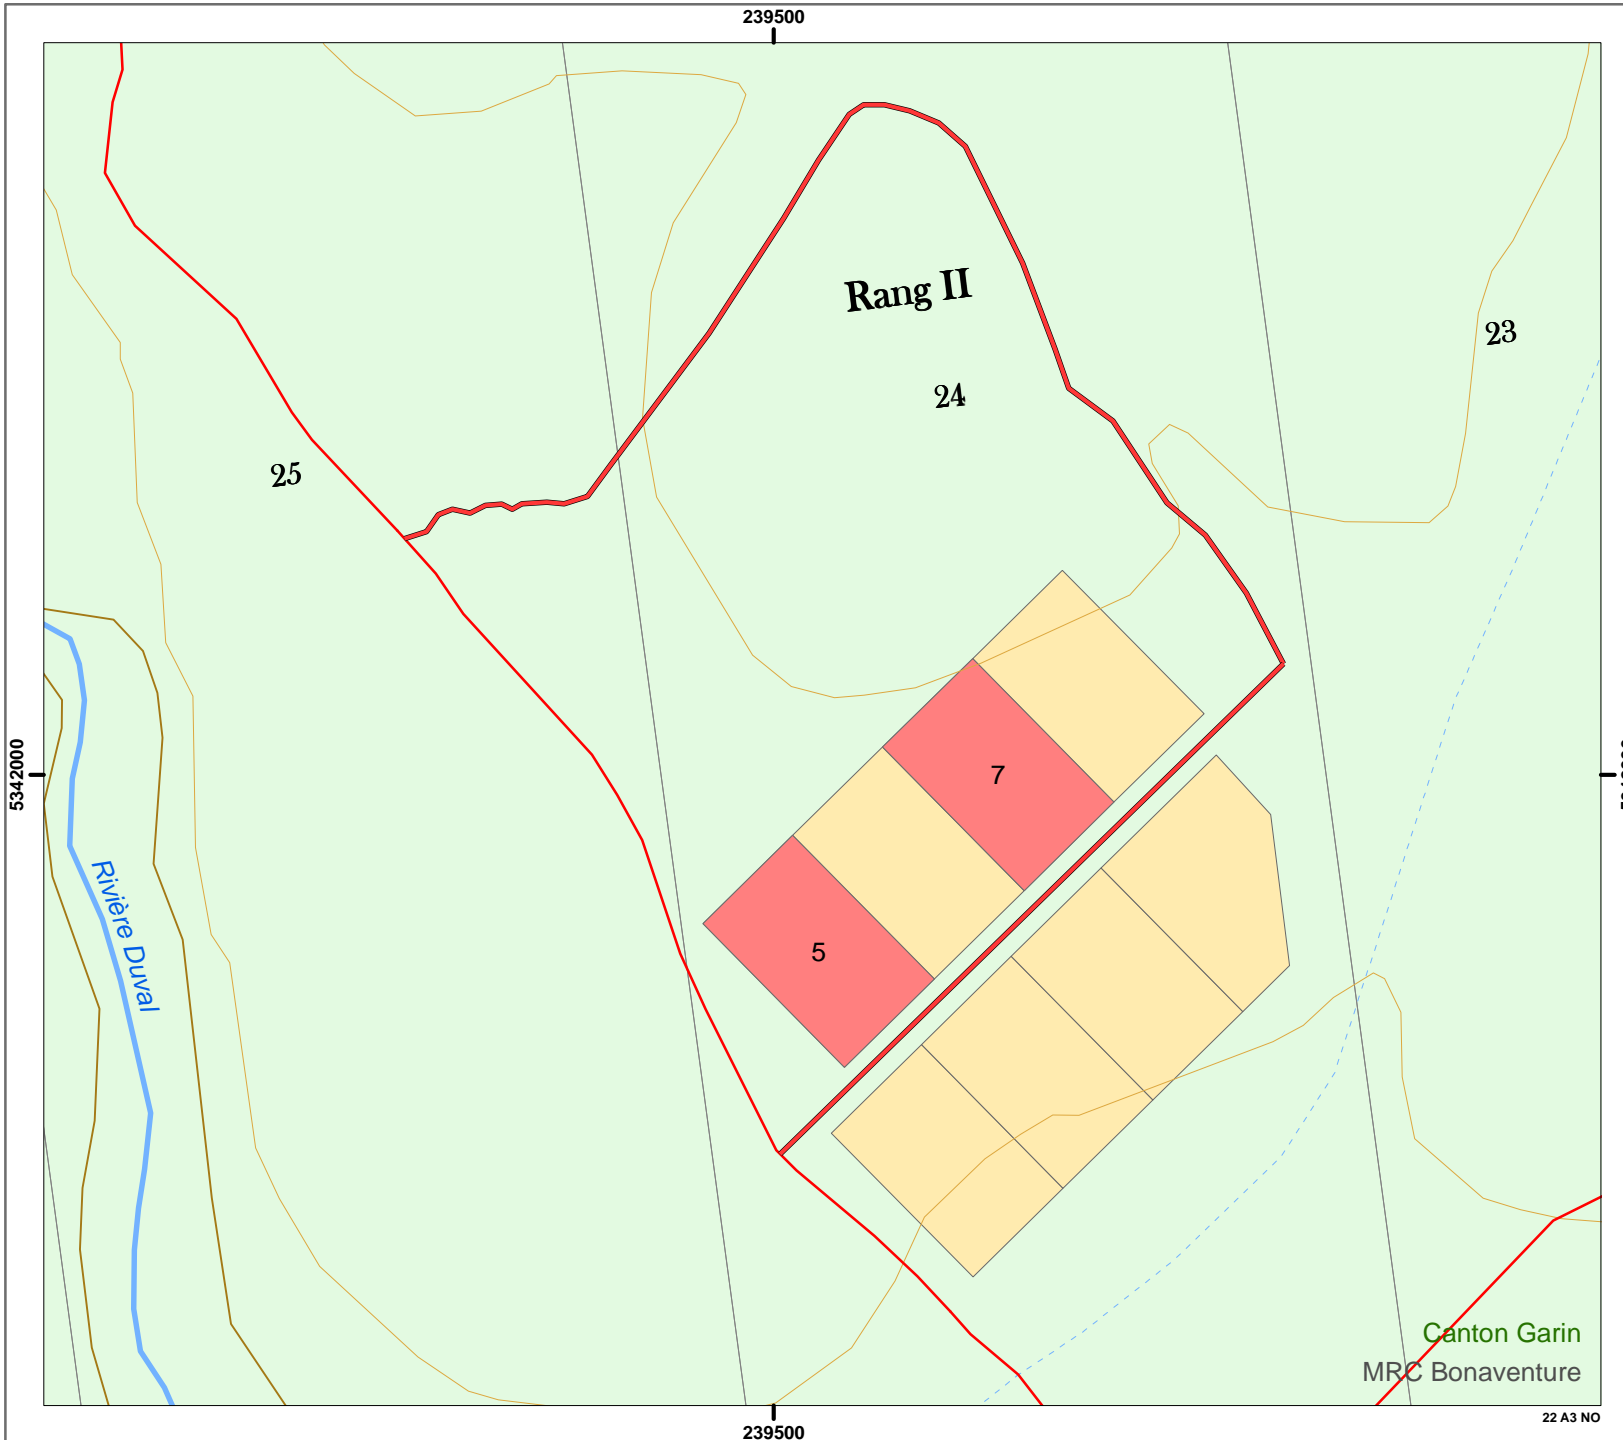 239500
Rang II
23
24
25
5342000
7
5
Rivière Duval
Canton Garin
MRC Bonaventure
22 A3 NO
239500